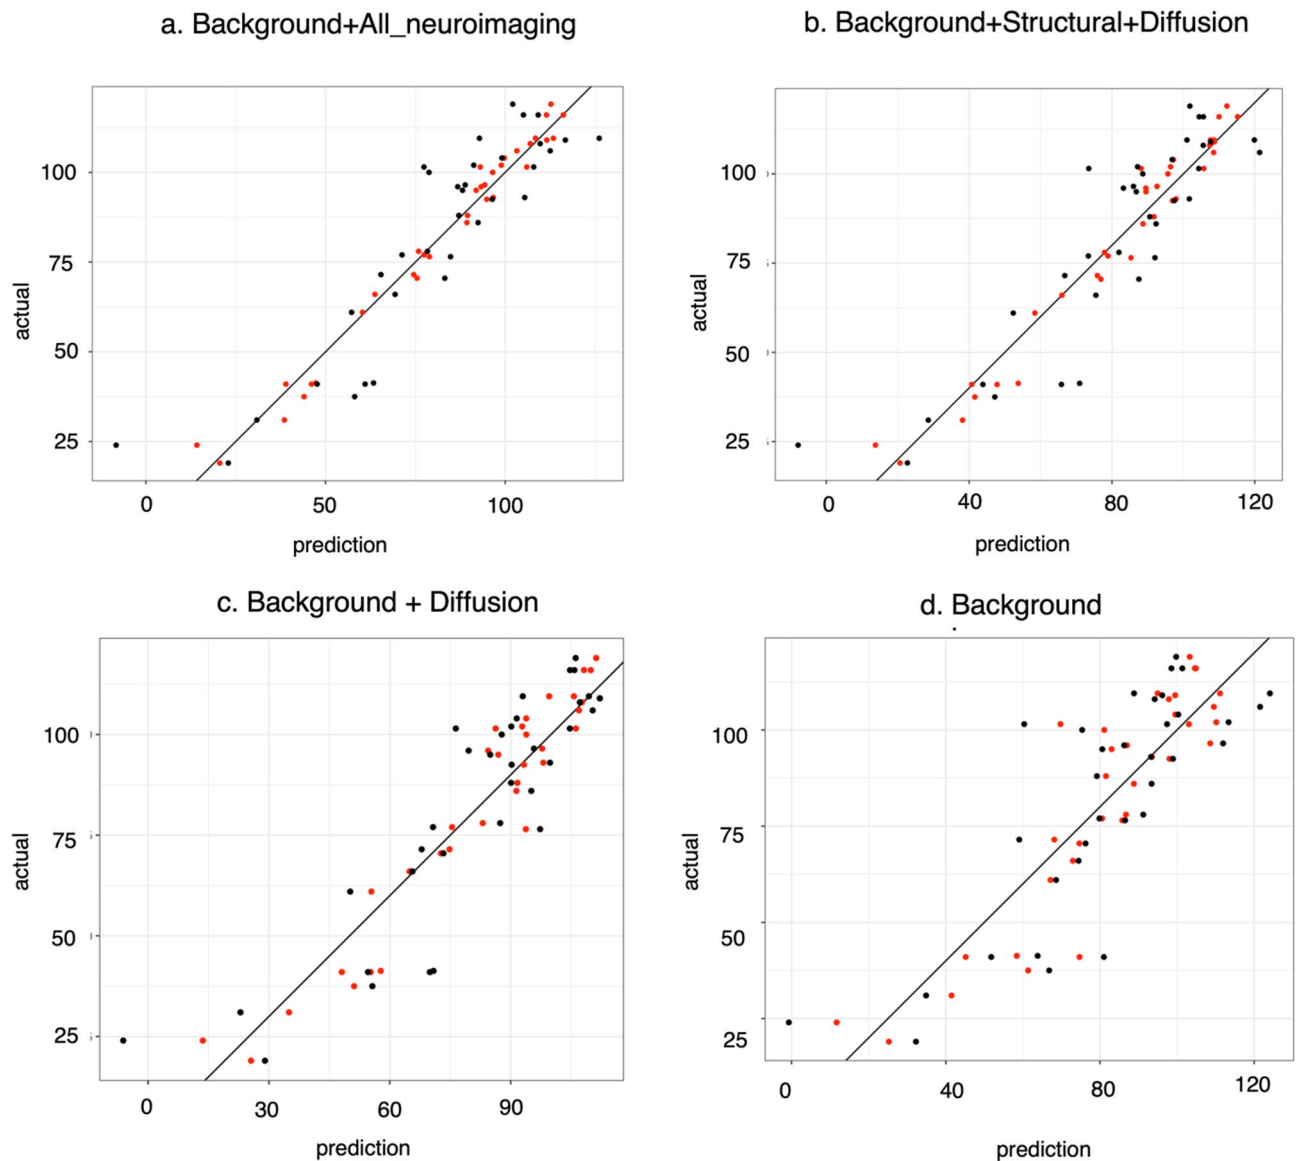 a. Background+All_neuroimaging
b. Background+Structural+Diffusion
actual
100
75
50
25
0
50
100
prediction
actual
100
75
50
25
0
40
80
120
prediction
c. Background + Diffusion
d. Background
actual
100
75
50
25
0
30
60
90
prediction
actual
100
75
50
25
0
40
80
120
prediction